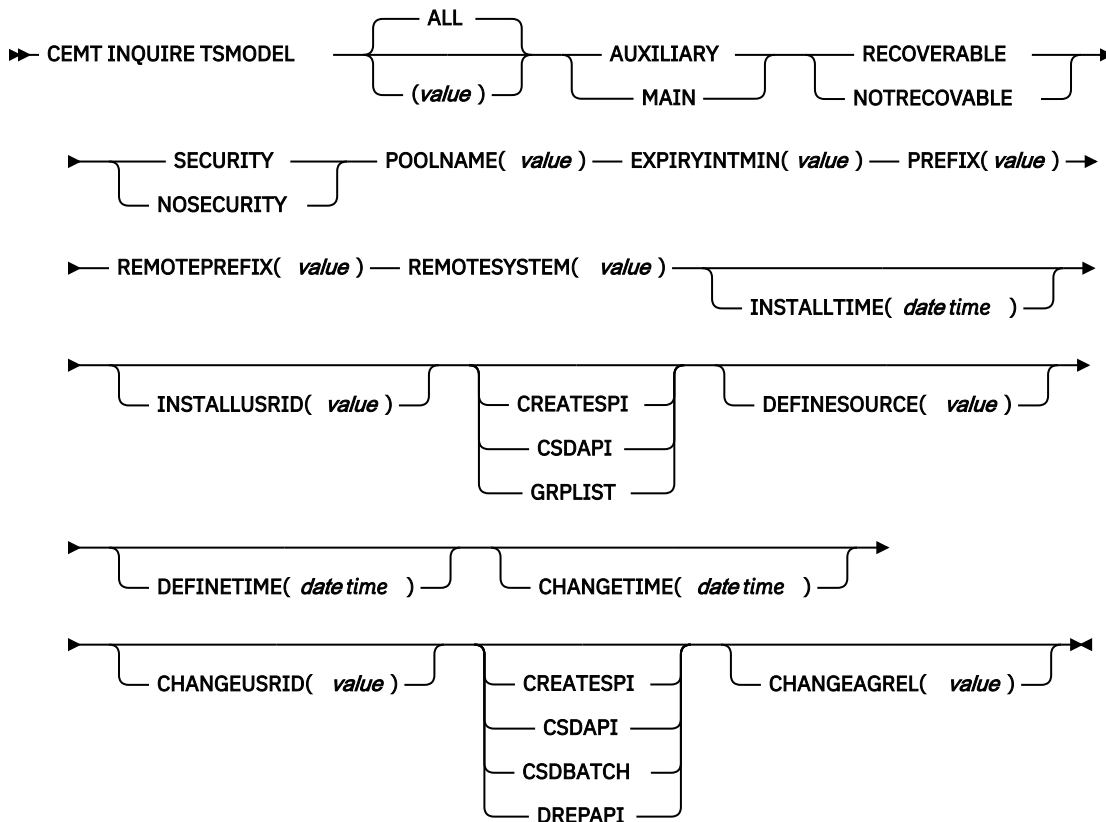 ALL
CEMT INQUIRE TSMODEL AUXILIARY RECOVERABLE
(value) MAIN NOTRECOVABLE
SECURITY POOLNAME( value) EXPIRYINTMIN(value) PREFIX(value)
NOSECURITY
REMOTEPREFIX( value) REMOTESYSTEM( value)
INSTALLTIME( date time )
INSTALLUSRID( value) CREATESPI DEFINESOURCE( value)
CSDAPI
GRPLIST
DEFINETIME( date time ) CHANGETIME( date time )
CHANGEUSRID( value) CREATESPI CHANGEAGREL( value)
CSDAPI
CSDBATCH
DREPAPI